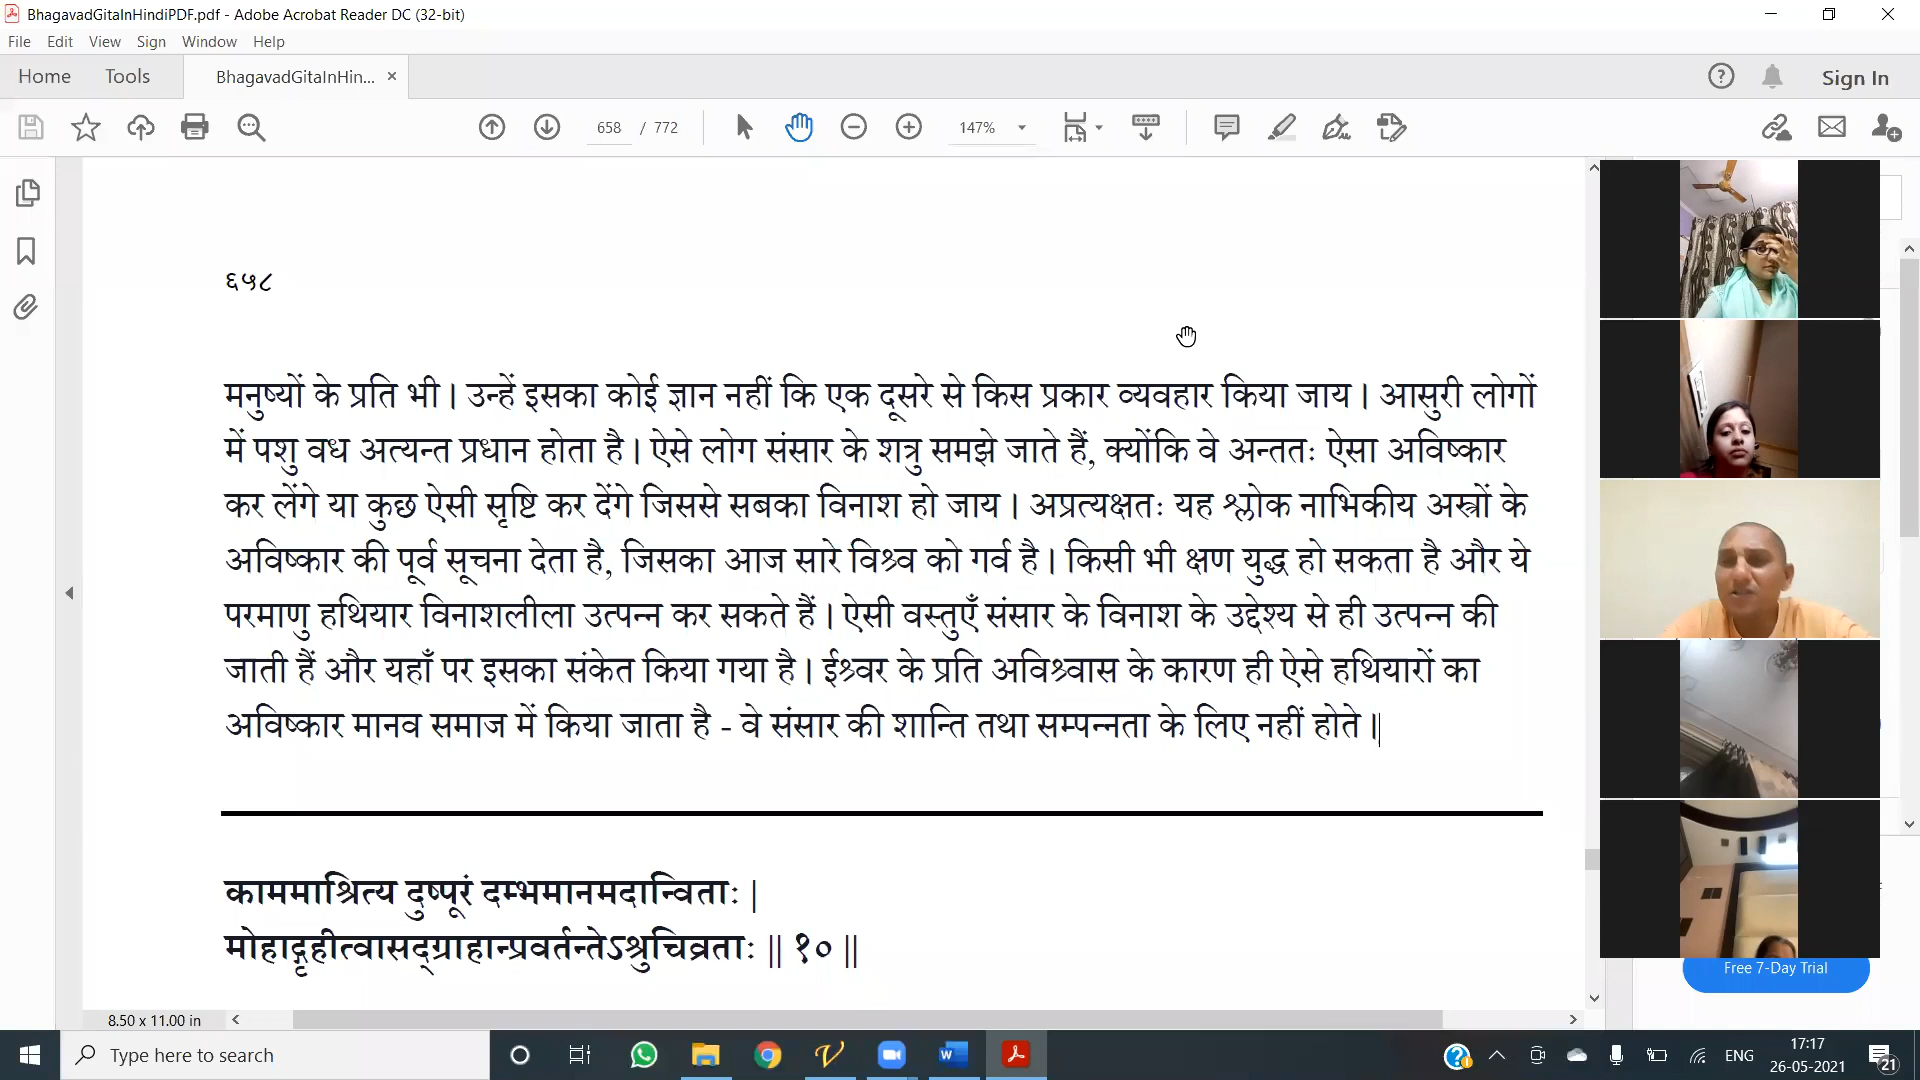 BhagavadGitaInHindiPDF.pdf - Adobe Acrobat Reader DC (32-bit)
File Edit View Sign Window Help
Home Tools BhagavadGitaInHin... × Sign In
658 / 772 147%
६५८
मनुष्यों के प्रति भी । उन्हें इसका कोई ज्ञान नहीं कि एक दूसरे से किस प्रकार व्यवहार किया जाय । आसुरी लोगों
में पशु वध अत्यन्त प्रधान होता है । ऐसे लोग संसार के शत्रु समझे जाते हैं, क्योंकि वे अन्ततः ऐसा अविष्कार
कर लेंगे या कुछ ऐसी सृष्टि कर देंगे जिससे सबका विनाश हो जाय । अप्रत्यक्षतः यह श्लोक नाभिकीय अस्त्रों के
अविष्कार की पूर्व सूचना देता है, जिसका आज सारे विश्व को गर्व है । किसी भी क्षण युद्ध हो सकता है और ये
परमाणु हथियार विनाशलीला उत्पन्न कर सकते हैं । ऐसी वस्तुएँ संसार के विनाश के उद्देश्य से ही उत्पन्न की
जाती हैं और यहाँ पर इसका संकेत किया गया है । ईश्वर के प्रति अविश्वास के कारण ही ऐसे हथियारों का
अविष्कार मानव समाज में किया जाता है - वे संसार की शान्ति तथा सम्पन्नता के लिए नहीं होते ।
काममाश्रित्य दुष्पूरं दम्भमानमदान्विताः |
मोहाद्गृहीत्वासद्ग्राहान्प्रवर्तन्तेऽश्रुचिव्रताः || १० ||
Free 7-Day Trial
8.50 x 11.00 in
Type here to search
ENG
17:17
26-05-2021
21